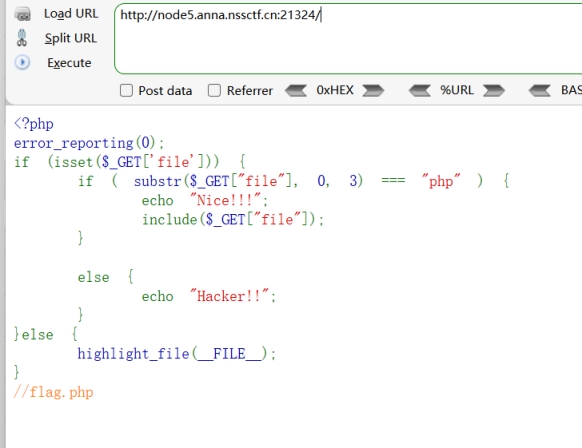 Load URL
http://node5.anna.nssctf.cn:21324/
Split URL
Execute
Post data Referrer 0xHEX %URL BAS
<?php
error_reporting(0);
if (isset($_GET['file'])) {
if ( substr($_GET["file"], 0, 3) === "php" ) {
echo "Nice!!!";
include($_GET["file"]);
}
else {
echo "Hacker!!";
}
}else {
highlight_file(__FILE__);
}
//flag.php